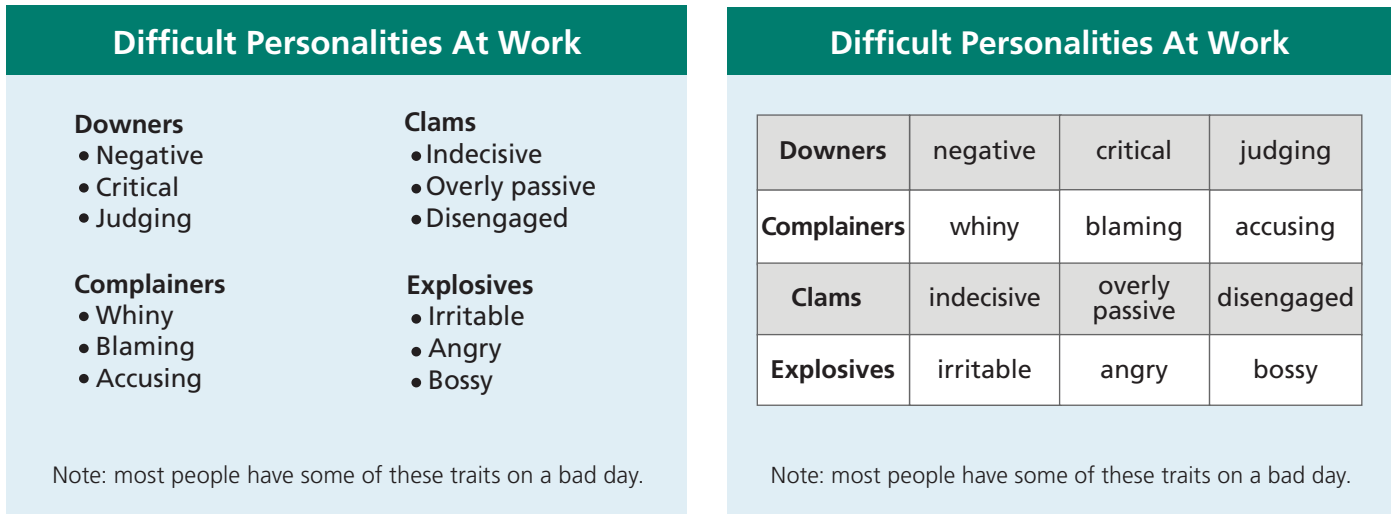 Difficult Personalities At Work
Downers
• Negative
• Critical
• Judging
Clams
• Indecisive
• Overly passive
• Disengaged
Complainers
• Whiny
• Blaming
• Accusing
Explosives
• Irritable
• Angry
• Bossy
Note: most people have some of these traits on a bad day.
Difficult Personalities At Work
Downers negative critical judging
Complainers whiny blaming accusing
Clams indecisive overly passive disengaged
Explosives irritable angry bossy
Note: most people have some of these traits on a bad day.